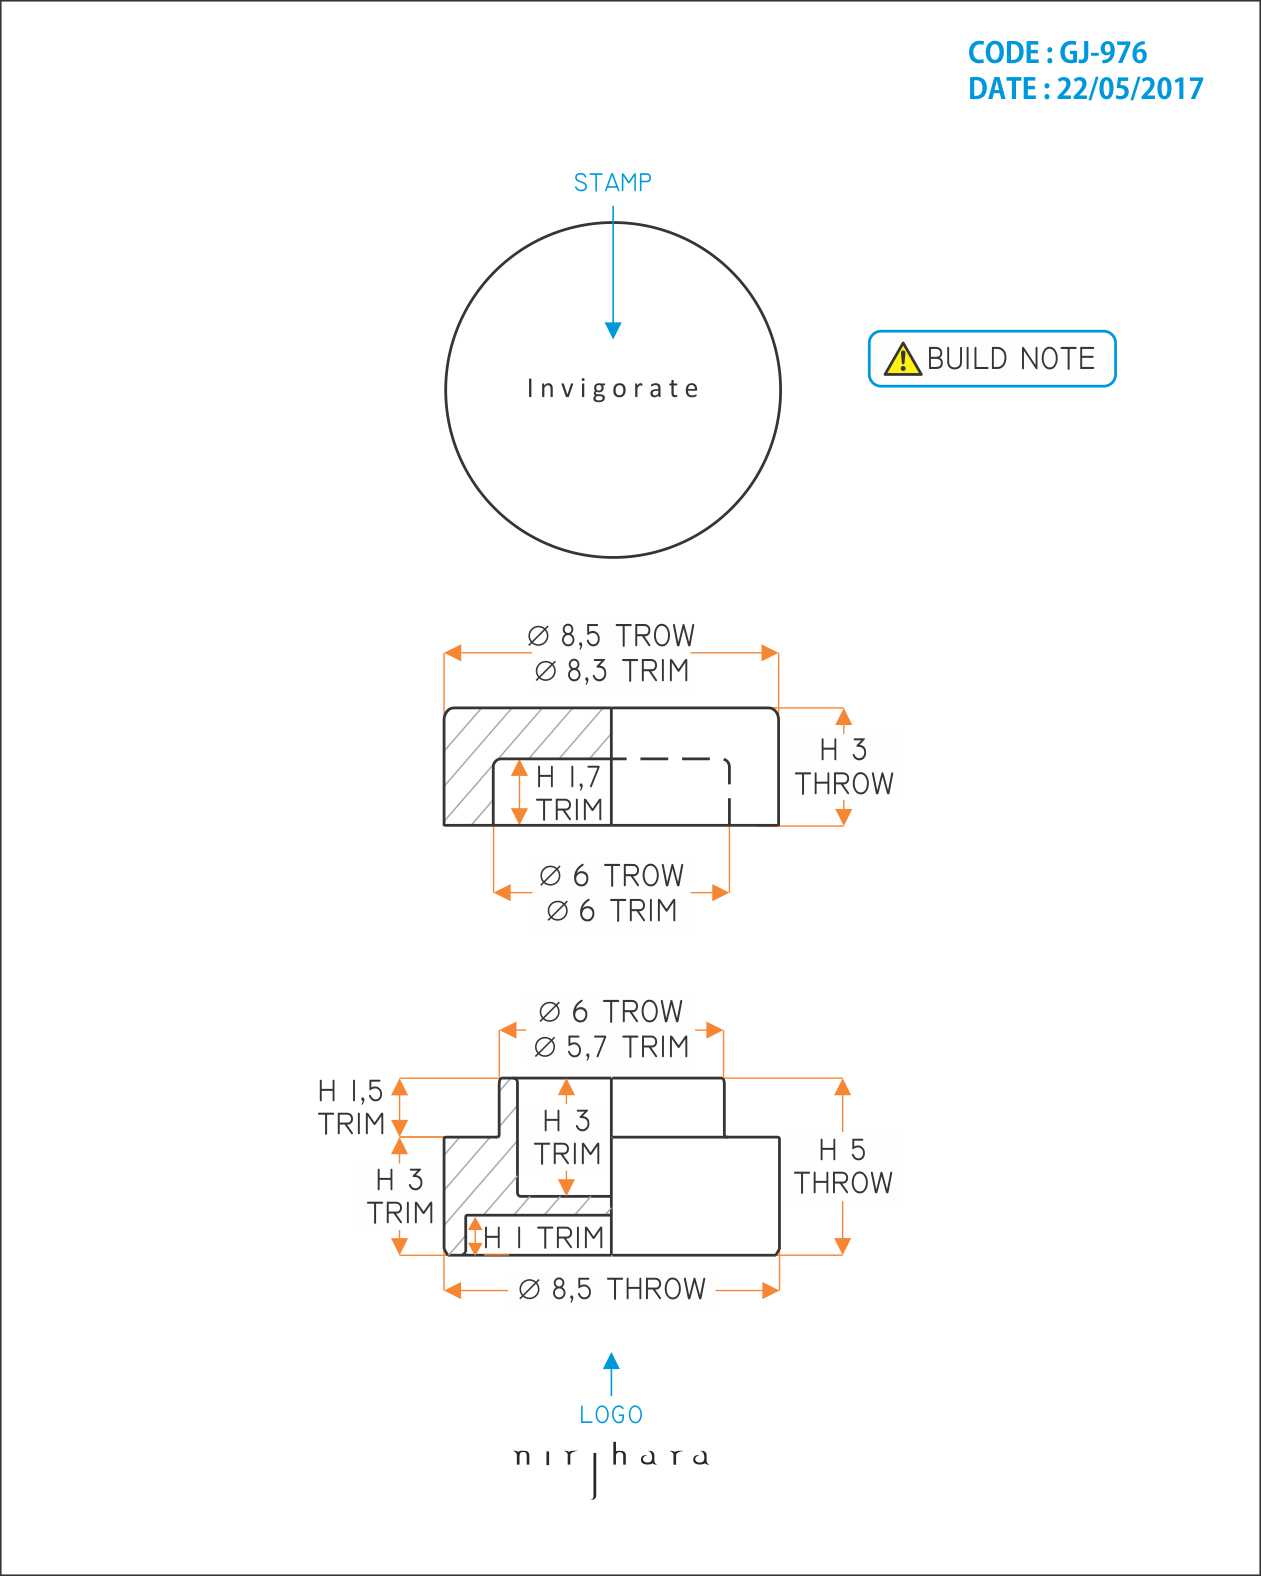 CODE : GJ-976
DATE : 22/05/2017
STAMP
Invigorate
BUILD NOTE
Ø 8,5 TROW
Ø 8,3 TRIM
H 3
THROW
H 1,7
TRIM
Ø 6 TROW
Ø 6 TRIM
Ø 6 TROW
Ø 5,7 TRIM
H 1,5
TRIM
H 3
TRIM
H 5
THROW
H 3
TRIM
H 1 TRIM
Ø 8,5 THROW
LOGO
nirjhara